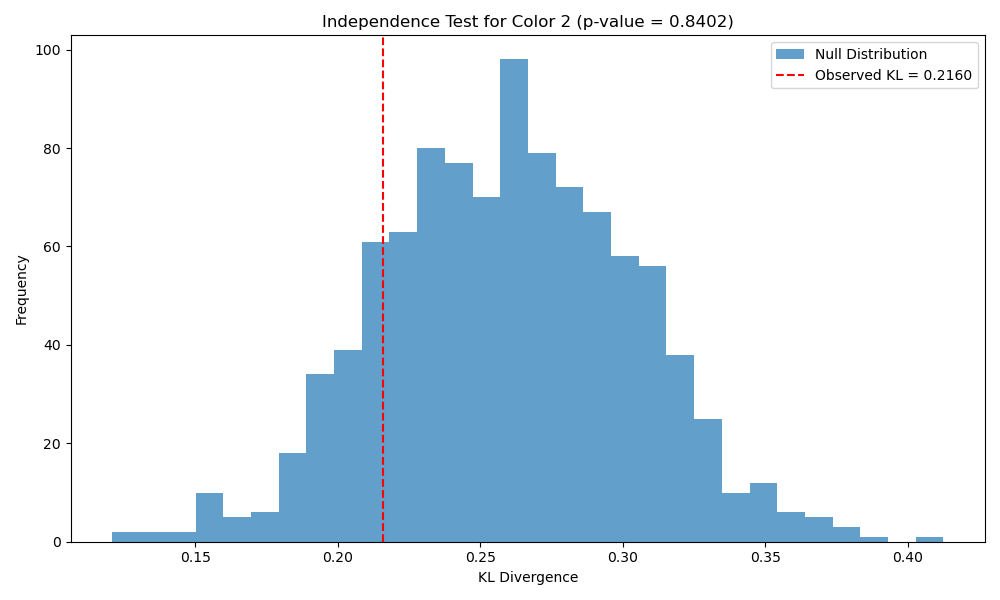 Independence Test for Color 2 (p-value = 0.8402)
Null Distribution
Observed KL = 0.2160
100
80
60
40
20
0
Frequency
0.15 0.20 0.25 0.30 0.35 0.40
KL Divergence